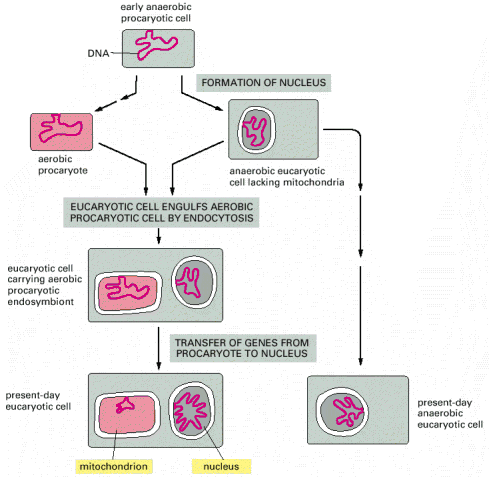 early anaerobic
procaryotic cell
DNA
FORMATION OF NUCLEUS
aerobic
procaryote
anaerobic eucaryotic
cell lacking mitochondria
EUCARYOTIC CELL ENGULFS AEROBIC
PROCARYOTIC CELL BY ENDOCYTOSIS
eucaryotic cell
carrying aerobic
procaryotic
endosymbiont
TRANSFER OF GENES FROM
PROCARYOTE TO NUCLEUS
present-day
eucaryotic cell
present-day
anaerobic
eucaryotic cell
mitochondrion
nucleus